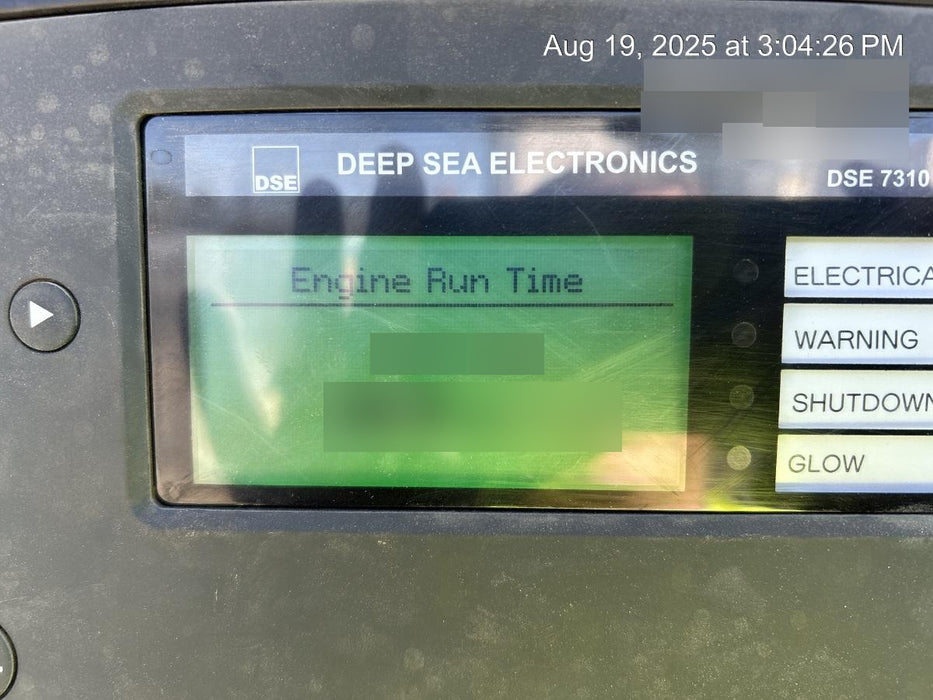 Aug 19, 2025 at 3:04:26 PM
DSE
DEEP SEA ELECTRONICS
DSE 7310
Engine Run Time
ELECTRICA
WARNING
SHUTDOWN
GLOW